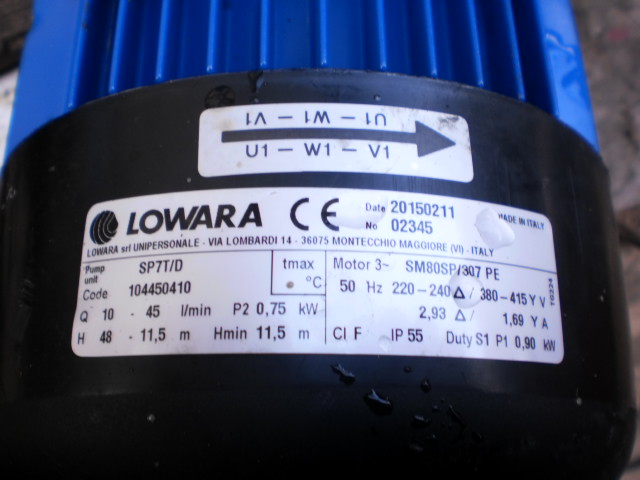 U1 - W1 - V1
U1 - W1 - V1
LOWARA CE Date 20150211 MADE IN ITALY
No 02345
LOWARA srl UNIPERSONALE - VIA LOMBARDI 14 - 36075 MONTECCHIO MAGGIORE (VI) - ITALY
Pump unit SP7T/D tmax °C Motor 3~ SM80SP/307 PE
Code 104450410 50 Hz 220-240 Δ / 380-415 Y V
Q 10 - 45 l/min P2 0,75 kW 2,93 Δ / 1,69 Y A
H 48 - 11,5 m Hmin 11,5 m Cl F IP 55 Duty S1 P1 0,90 kW